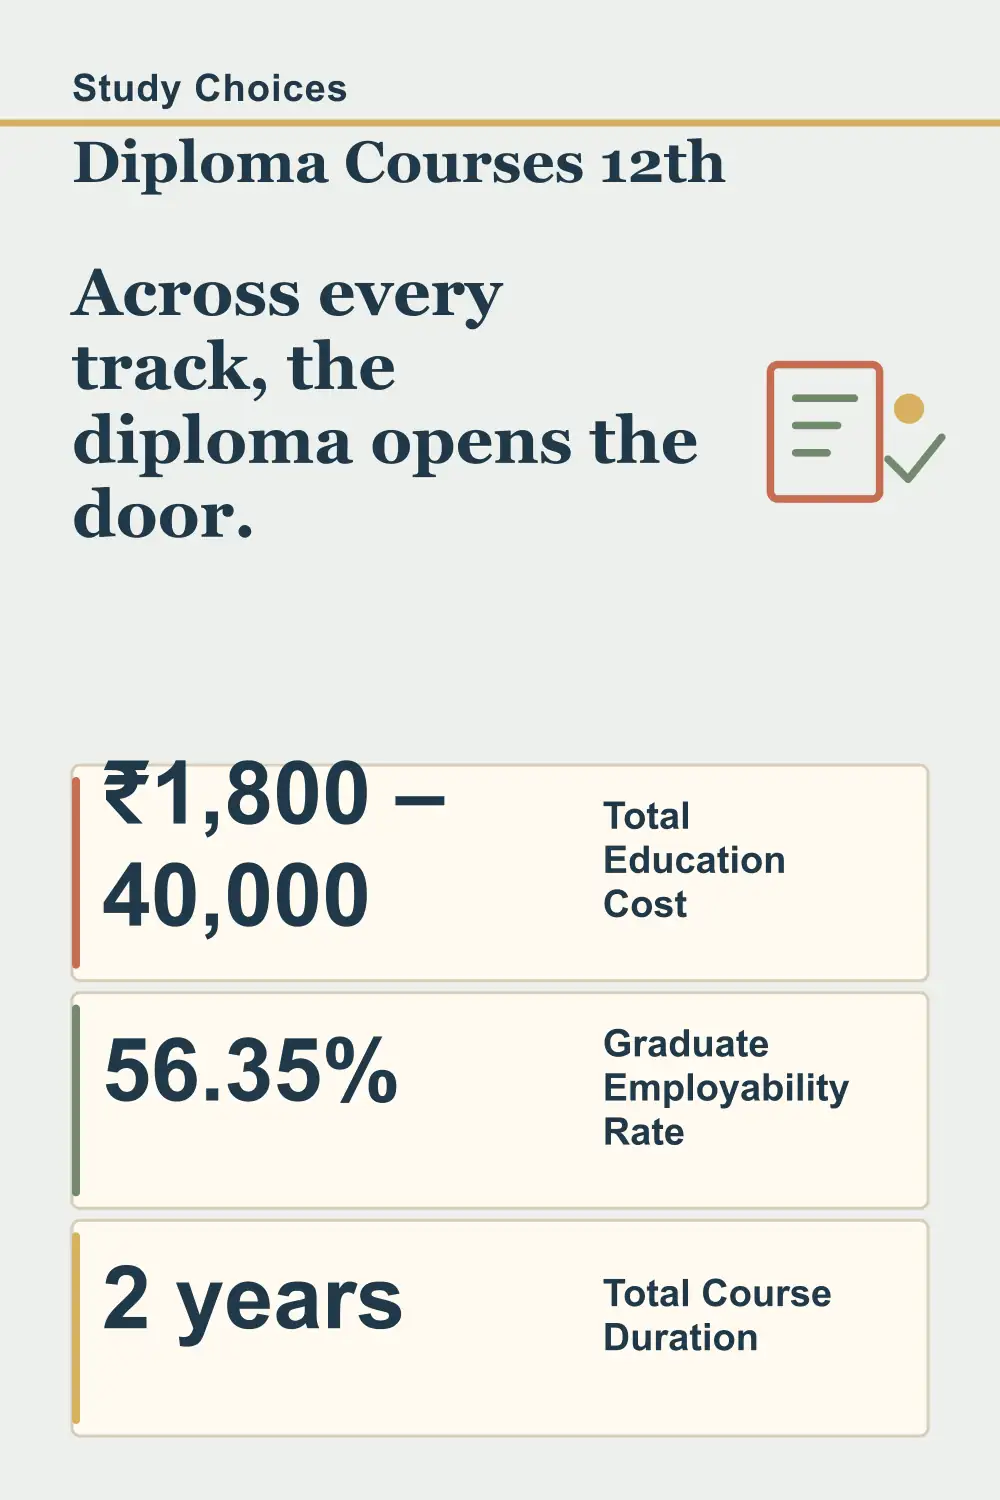 Study Choices
Diploma Courses 12th
Across every
track, the
diploma opens the
door.
₹1,800 –
40,000
Total
Education
Cost
56.35%
Graduate
Employability
Rate
2 years
Total Course
Duration